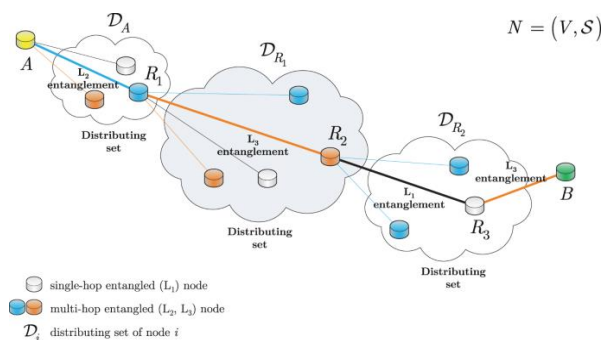 𝒟_A
N = (V, 𝒮)
A
𝒟_{R_1}
R_1
L_2
entanglement
Distributing
set
𝒟_{R_2}
R_2
L_3
entanglement
L_3
entanglement
L_1
entanglement
B
R_3
Distributing
set
Distributing
set
single-hop entangled (L_1) node
multi-hop entangled (L_2, L_3) node
𝒟_i distributing set of node i